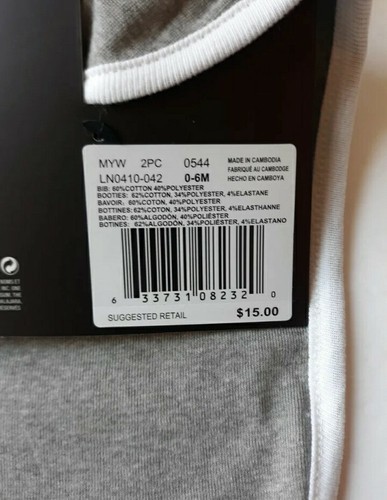 MYW 2PC 0544 MADE IN CAMBODIA
FABRIQUÉ AU CAMBODGE
LN0410-042 0-6M HECHO EN CAMBOYA
BIB: 60%COTTON 40%POLYESTER
BOOTIES: 62%COTTON, 34%POLYESTER, 4%ELASTANE
BAVOIR: 60%COTON, 40%POLYESTER
BOTTINES: 62%COTON, 34%POLYESTER, 4%ELASTHANNE
BABERO: 60%ALGODÓN, 40%POLIÉSTER
BOTINES: 62%ALGODÓN, 34%POLYESTER, 4%ELASTANO
6 33731 08232 0
SUGGESTED RETAIL $15.00